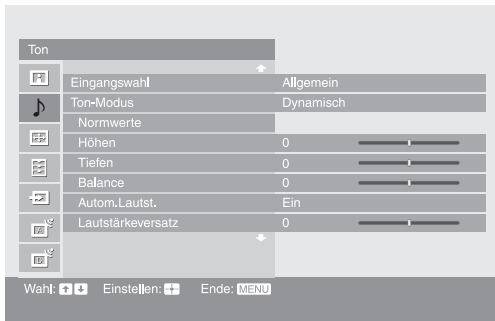 Ton
Eingangswahl Allgemein
Ton-Modus Dynamisch
Normwerte
Höhen 0
Tiefen 0
Balance 0
Autom.Lautst. Ein
Lautstärkeversatz 0
Wahl: Einstellen: Ende: MENU